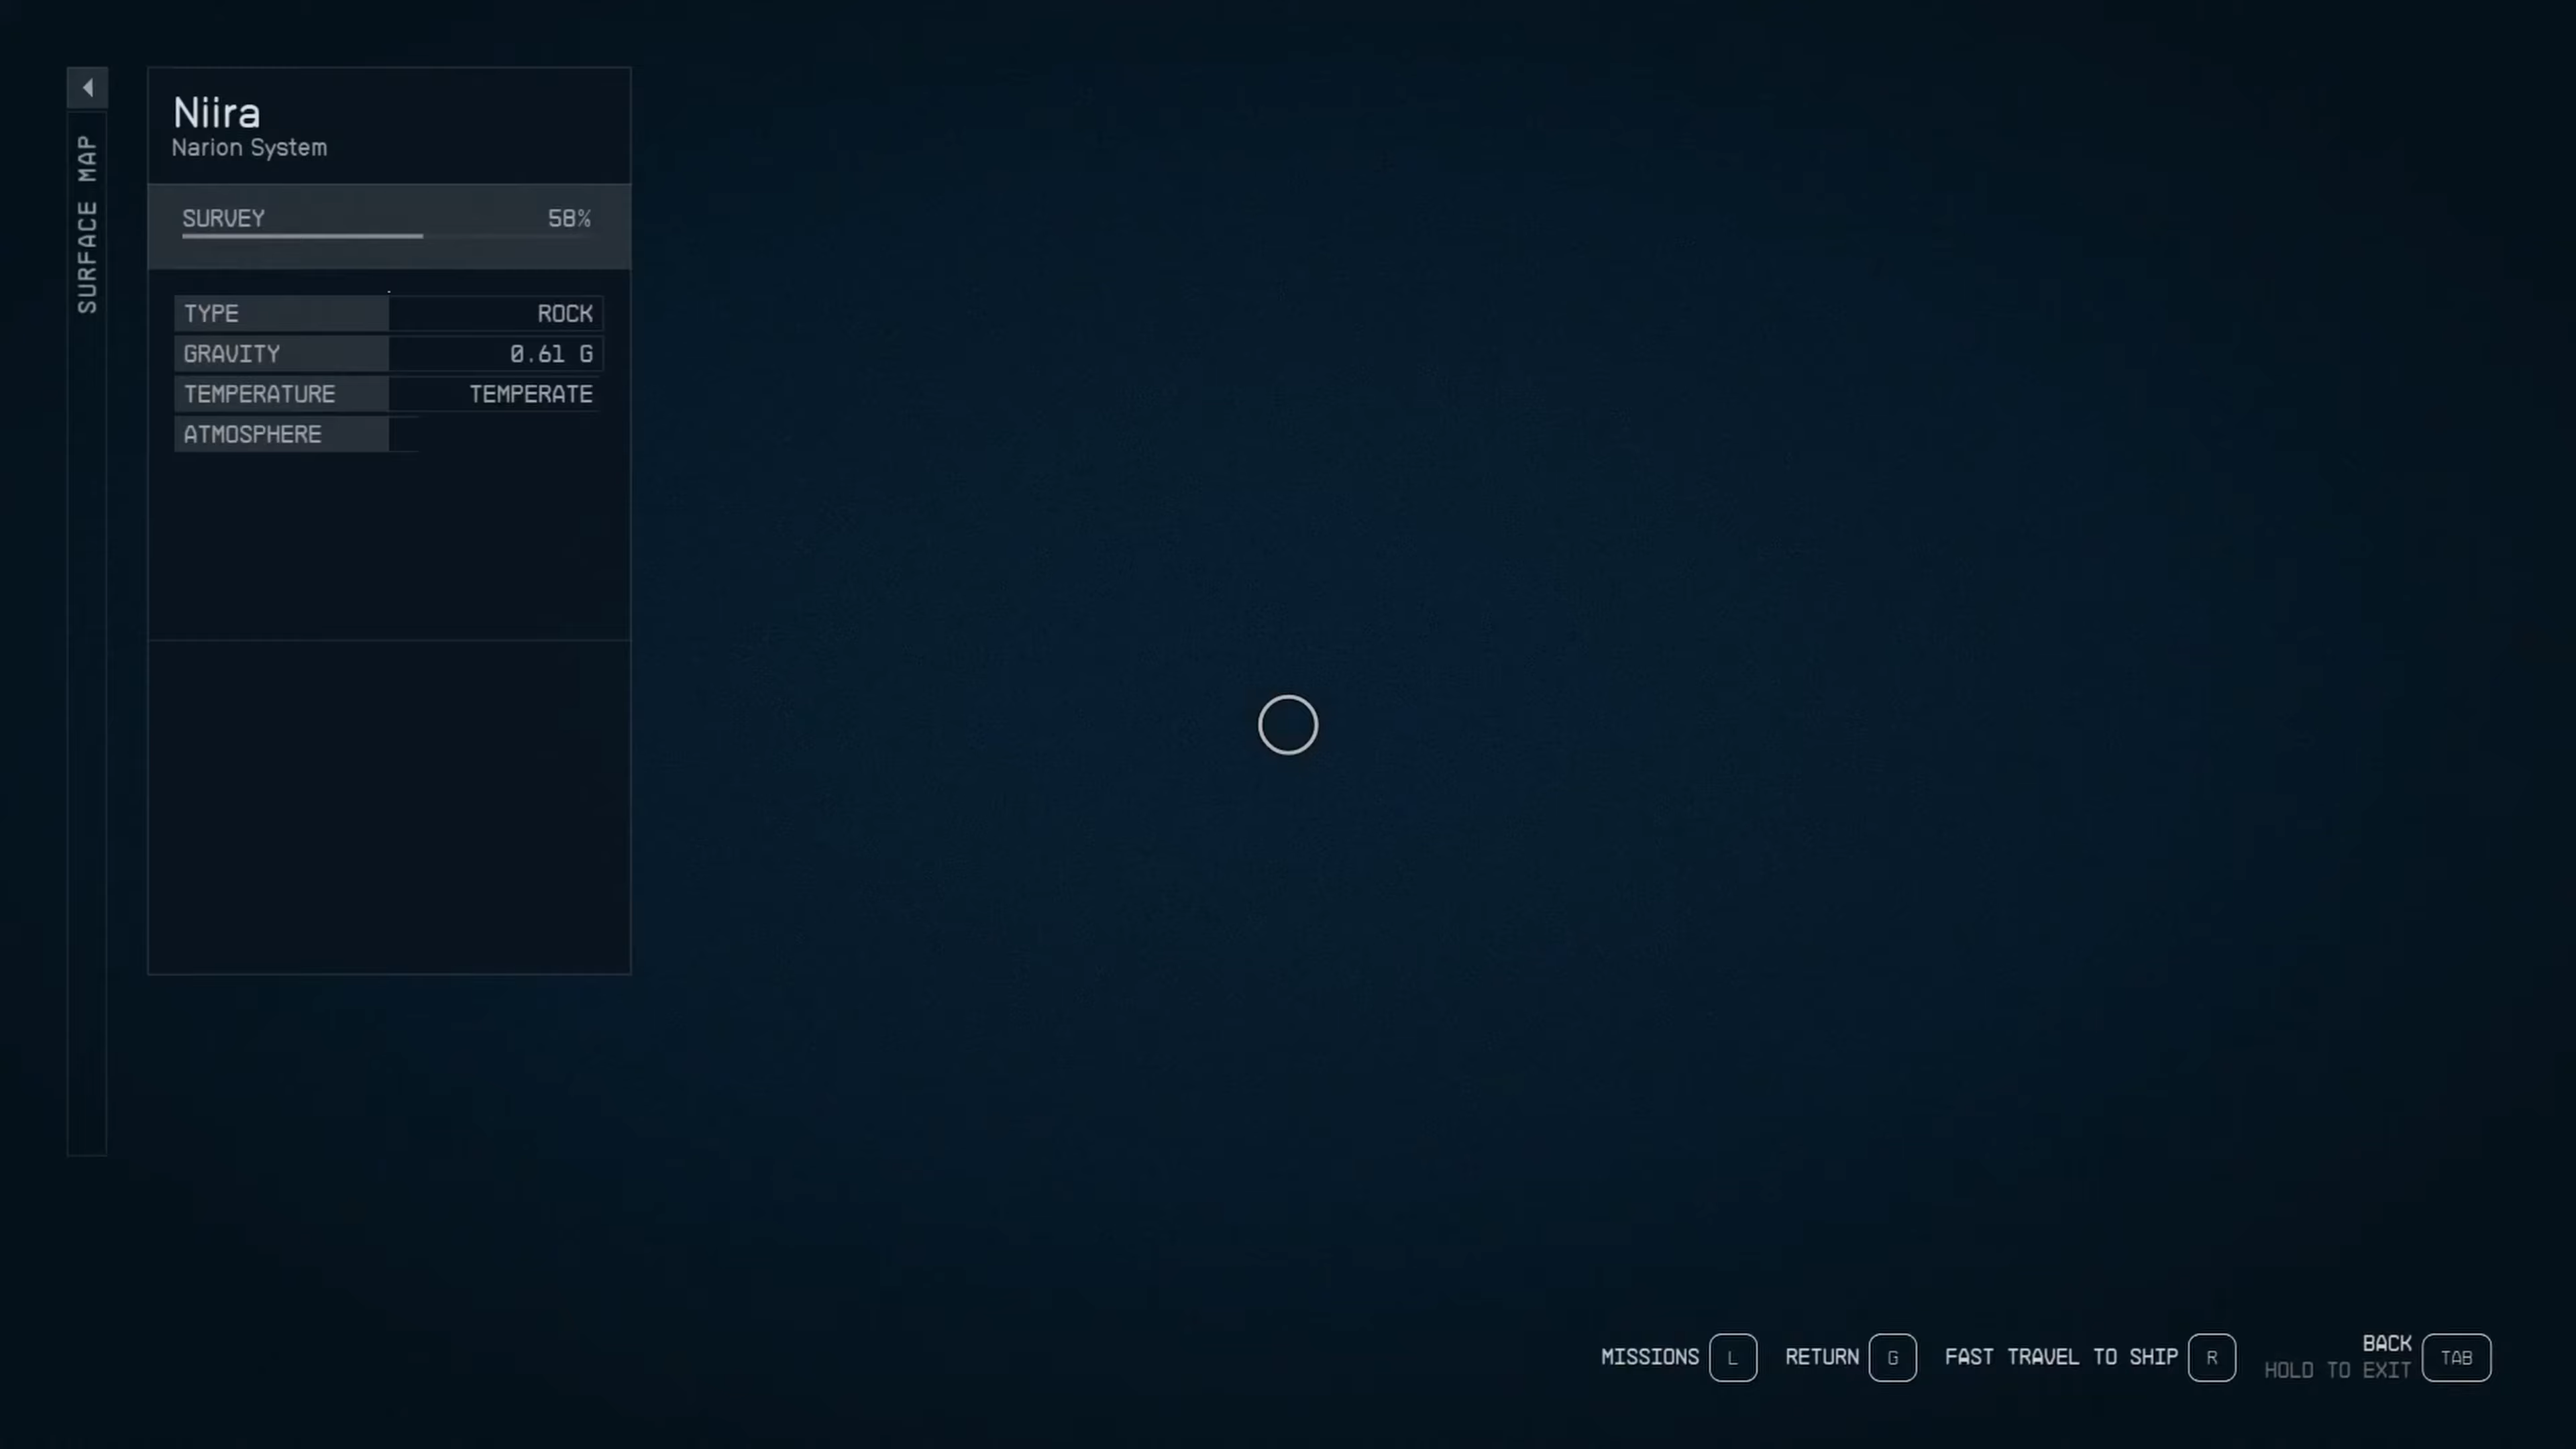 SURFACE MAP
Niira
Narion System
SURVEY 58%
TYPE ROCK
GRAVITY 0.61 G
TEMPERATURE TEMPERATE
ATMOSPHERE
MISSIONS L RETURN G FAST TRAVEL TO SHIP R BACK TAB
HOLD TO EXIT